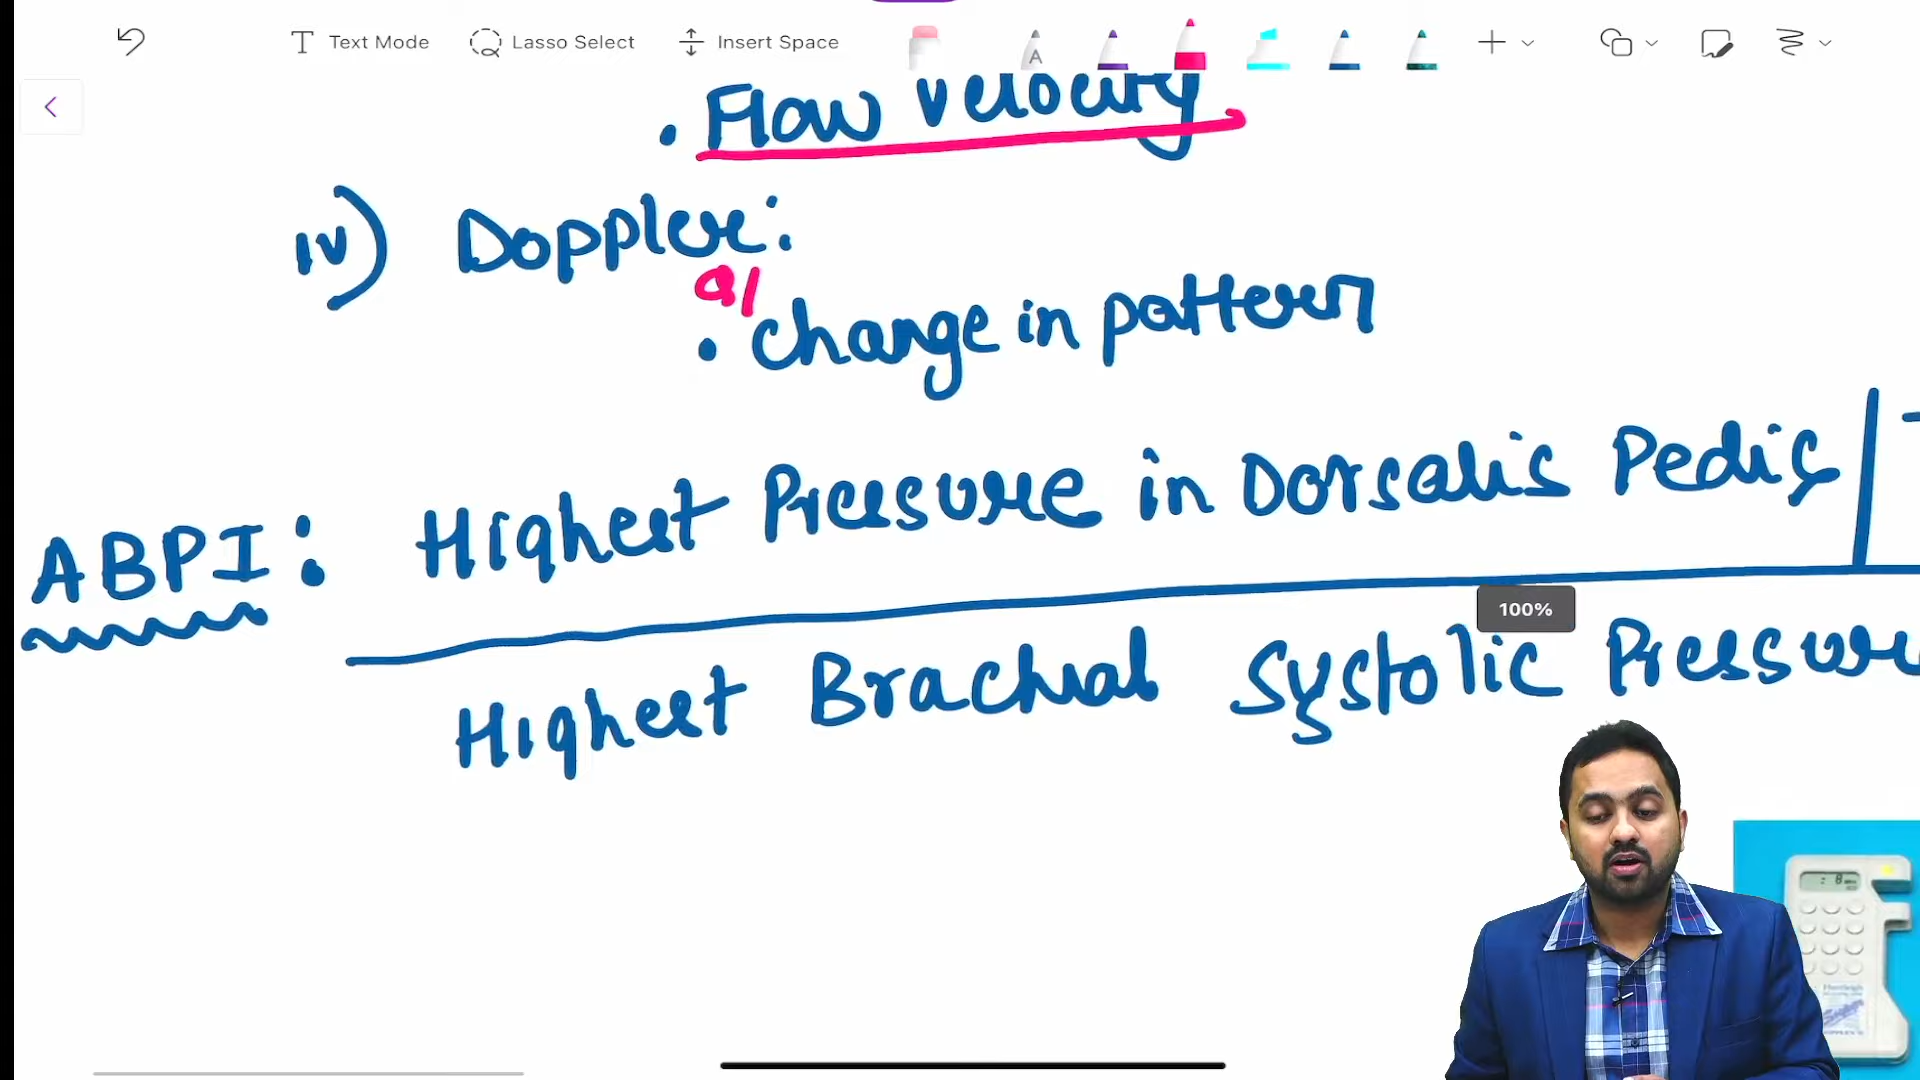 Text Mode Lasso Select Insert Space
A
. Flow velocity
iv) Doppler:
a/
. change in pattern
ABPI : Highest Pressure in Dorsalis Pedis
100%
Highest Brachial Systolic Pressure